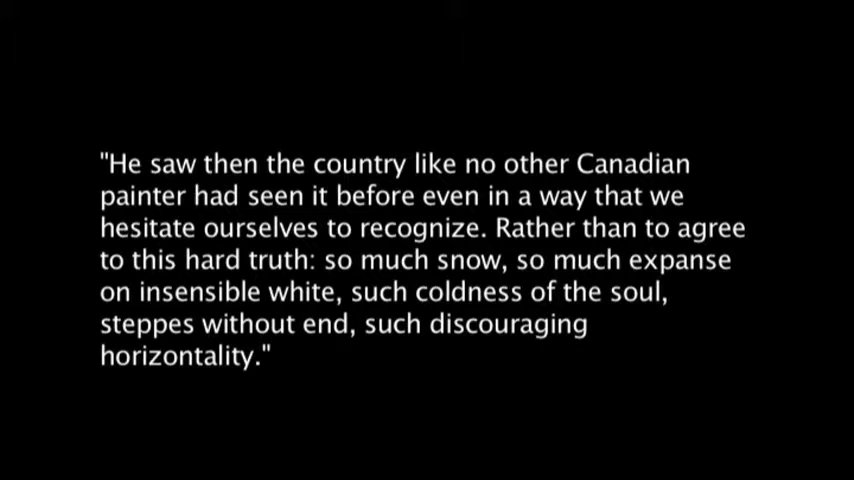 "He saw then the country like no other Canadian
painter had seen it before even in a way that we
hesitate ourselves to recognize. Rather than to agree
to this hard truth: so much snow, so much expanse
on insensible white, such coldness of the soul,
steppes without end, such discouraging
horizontality."